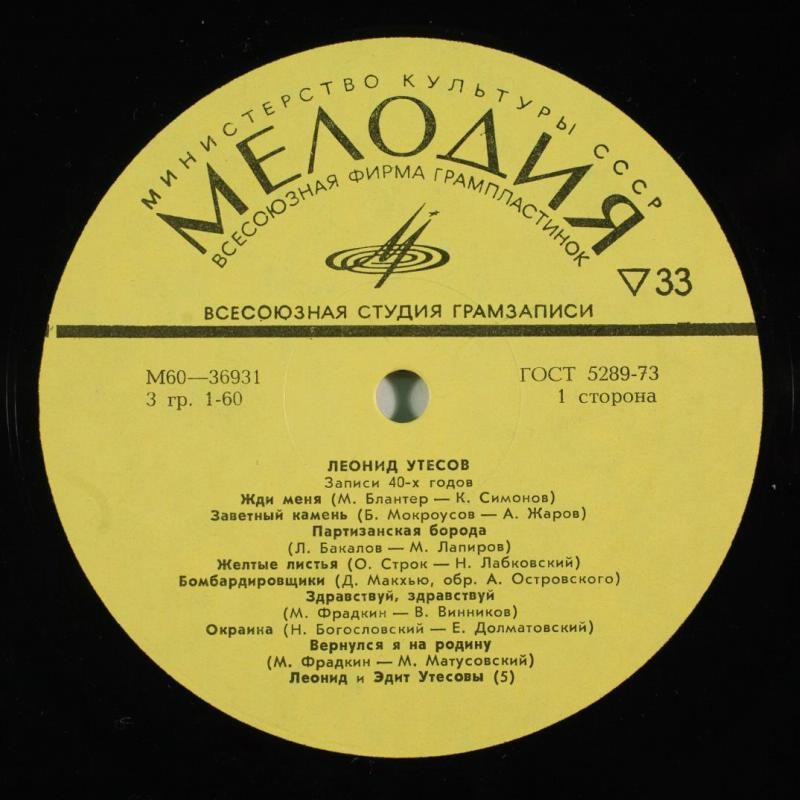 МИНИСТЕРСТВО КУЛЬТУРЫ СССР
МЕЛОДИЯ
ВСЕСОЮЗНАЯ ФИРМА ГРАМПЛАСТИНОК
▽33
ВСЕСОЮЗНАЯ СТУДИЯ ГРАМЗАПИСИ
М60—36931 ГОСТ 5289-73
3 гр. 1-60 1 сторона
ЛЕОНИД УТЕСОВ
Записи 40-х годов
Жди меня (М. Блантер — К. Симонов)
Заветный камень (Б. Мокроусов — А. Жаров)
Партизанская борода
(Л. Бакалов — М. Лапиров)
Желтые листья (О. Строк — Н. Лабковский)
Бомбардировщики (Д. Макхью, обр. А. Островского)
Здравствуй, здравствуй
(М. Фрадкин — В. Винников)
Окраина (Н. Богословский — Е. Долматовский)
Вернулся я на родину
(М. Фрадкин — М. Матусовский)
Леонид и Эдит Утесовы (5)